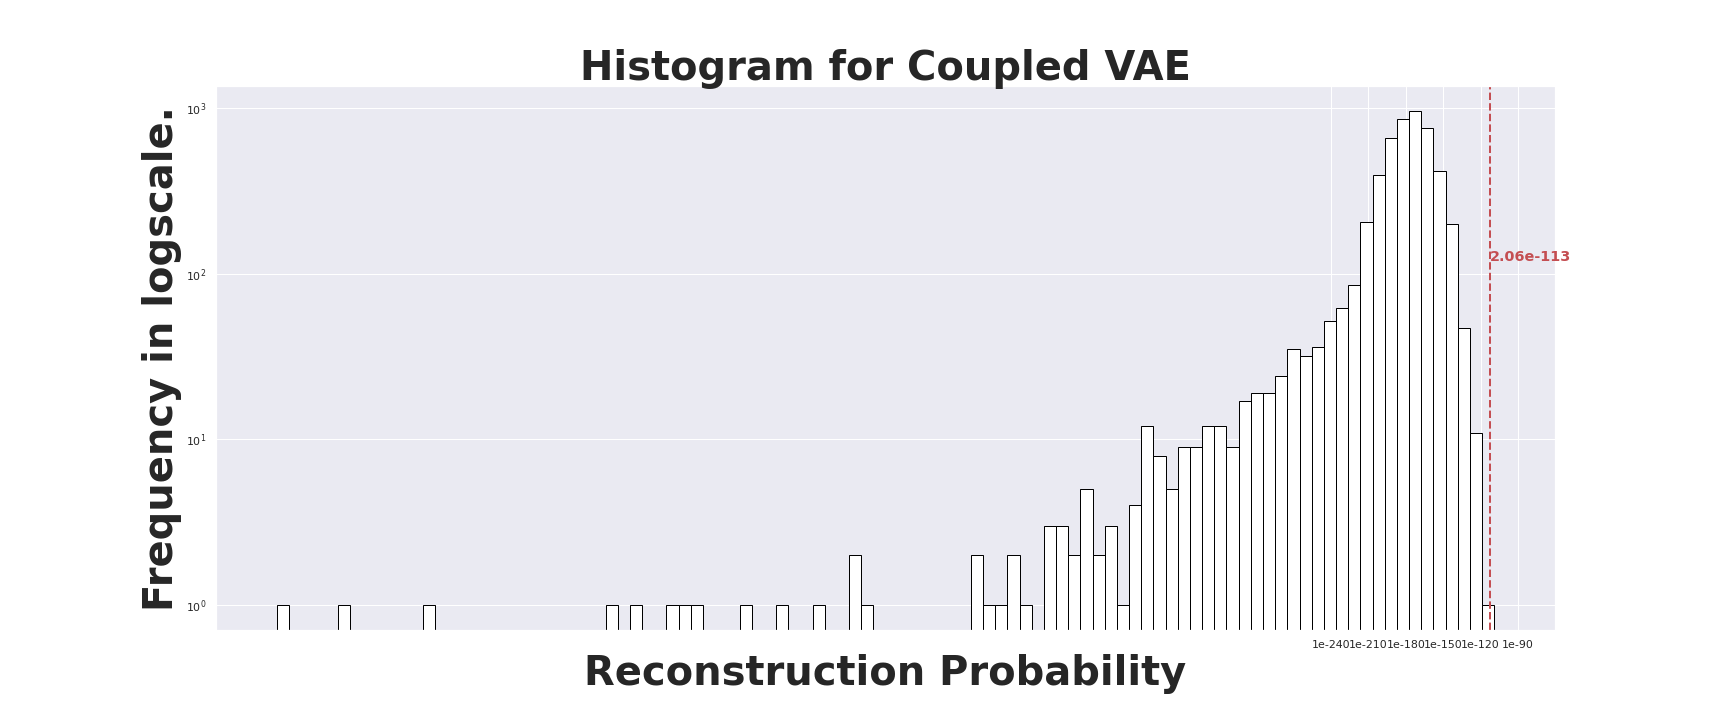 Histogram for Coupled VAE
Frequency in logscale.
10³
10²
10¹
10⁰
2.06e-113
1e-240 1e-210 1e-180 1e-150 1e-120 1e-90
Reconstruction Probability